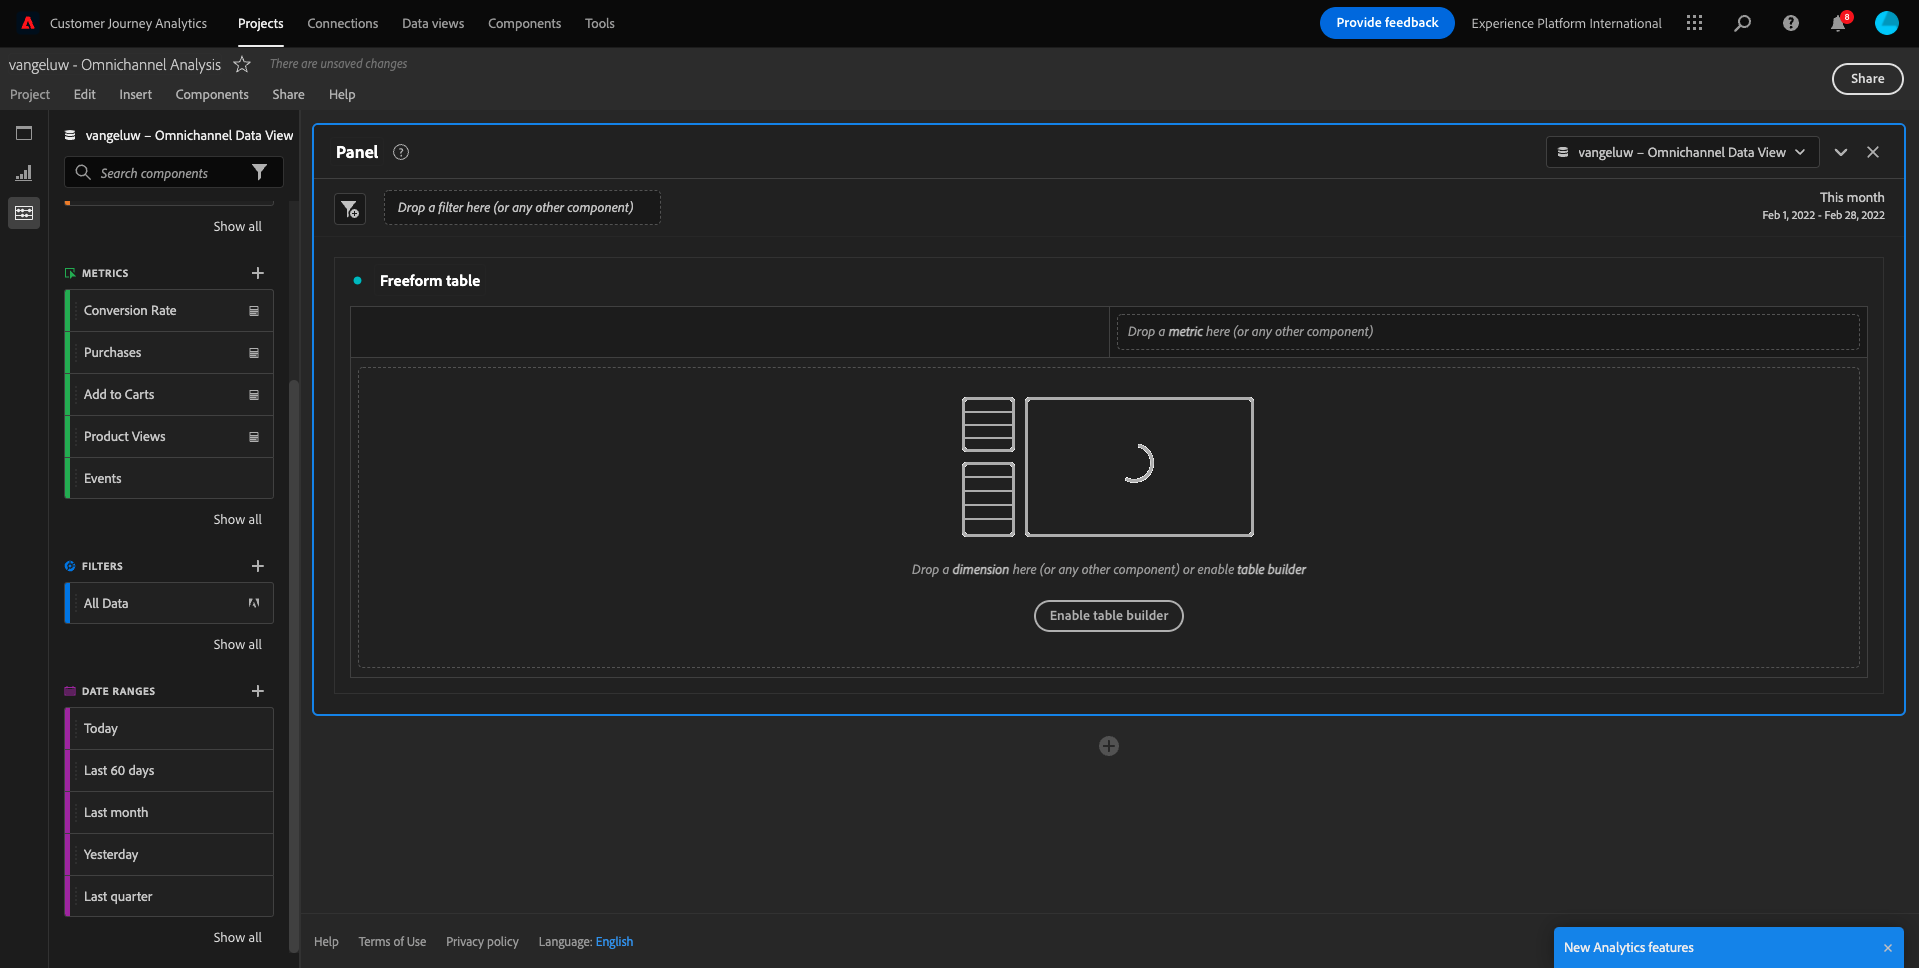 Customer Journey Analytics
Projects
Connections
Data views
Components
Tools
Provide feedback
Experience Platform International
8
vangeluw - Omnichannel Analysis
There are unsaved changes
Project
Edit
Insert
Components
Share
Help
Share
vangeluw – Omnichannel Data View
Search components
Show all
METRICS
Conversion Rate
Purchases
Add to Carts
Product Views
Events
Show all
FILTERS
All Data
Show all
DATE RANGES
Today
Last 60 days
Last month
Yesterday
Last quarter
Show all
Panel
vangeluw – Omnichannel Data View
Drop a filter here (or any other component)
This month
Feb 1, 2022 - Feb 28, 2022
Freeform table
Drop a metric here (or any other component)
Drop a dimension here (or any other component) or enable table builder
Enable table builder
Help
Terms of Use
Privacy policy
Language: English
New Analytics features